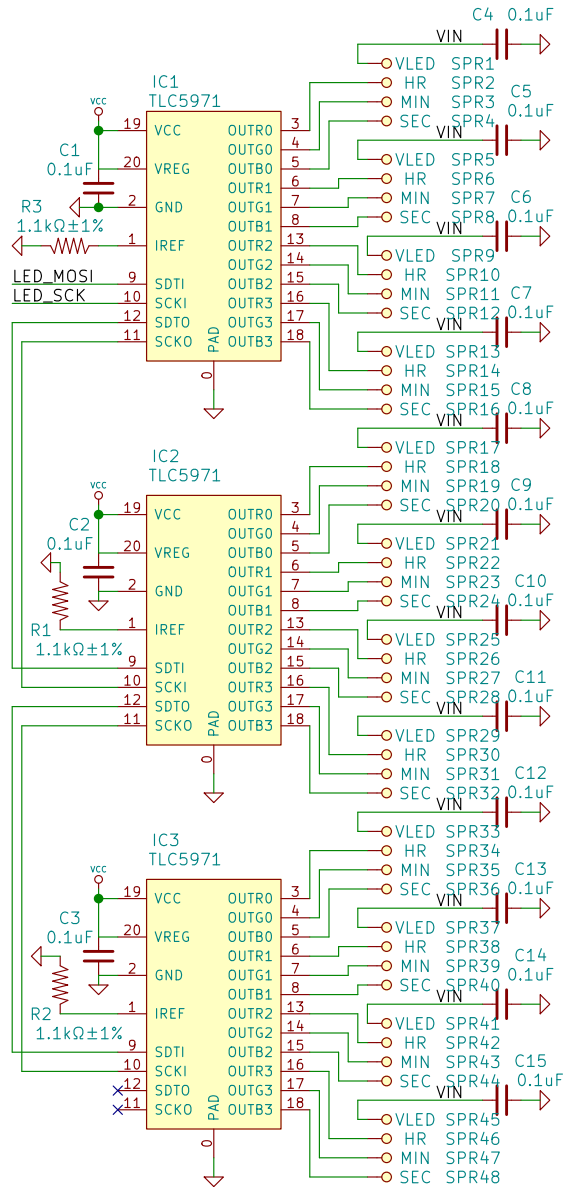 C4 0.1uF
VIN
VLED SPR1
HR SPR2
MIN SPR3
SEC SPR4
C5
0.1uF
VIN
VLED SPR5
HR SPR6
MIN SPR7
SEC SPR8
C6
0.1uF
VIN
VLED SPR9
HR SPR10
MIN SPR11
SEC SPR12
C7
0.1uF
VIN
VLED SPR13
HR SPR14
MIN SPR15
SEC SPR16
IC1
TLC5971
VCC
C1
0.1uF
R3
1.1kΩ±1%
LED_MOSI
LED_SCK
19 VCC OUTR0 3
OUTG0 4
20 VREG OUTB0 5
OUTR1 6
2 GND OUTG1 7
OUTB1 8
1 IREF OUTR2 13
OUTG2 14
9 SDTI OUTB2 15
10 SCKI OUTR3 16
12 SDTO OUTG3 17
11 SCKO OUTB3 18
PAD
0
C8
0.1uF
VIN
VLED SPR17
HR SPR18
MIN SPR19
SEC SPR20
C9
0.1uF
VIN
VLED SPR21
HR SPR22
MIN SPR23
SEC SPR24
C10
0.1uF
VIN
VLED SPR25
HR SPR26
MIN SPR27
SEC SPR28
C11
0.1uF
VIN
VLED SPR29
HR SPR30
MIN SPR31
SEC SPR32
IC2
TLC5971
VCC
C2
0.1uF
R1
1.1kΩ±1%
19 VCC OUTR0 3
OUTG0 4
20 VREG OUTB0 5
OUTR1 6
2 GND OUTG1 7
OUTB1 8
1 IREF OUTR2 13
OUTG2 14
9 SDTI OUTB2 15
10 SCKI OUTR3 16
12 SDTO OUTG3 17
11 SCKO OUTB3 18
PAD
0
C12
0.1uF
VIN
VLED SPR33
HR SPR34
MIN SPR35
SEC SPR36
C13
0.1uF
VIN
VLED SPR37
HR SPR38
MIN SPR39
SEC SPR40
C14
0.1uF
VIN
VLED SPR41
HR SPR42
MIN SPR43
SEC SPR44
C15
0.1uF
VIN
VLED SPR45
HR SPR46
MIN SPR47
SEC SPR48
IC3
TLC5971
VCC
C3
0.1uF
R2
1.1kΩ±1%
19 VCC OUTR0 3
OUTG0 4
20 VREG OUTB0 5
OUTR1 6
2 GND OUTG1 7
OUTB1 8
1 IREF OUTR2 13
OUTG2 14
9 SDTI OUTB2 15
10 SCKI OUTR3 16
12 SDTO OUTG3 17
11 SCKO OUTB3 18
PAD
0